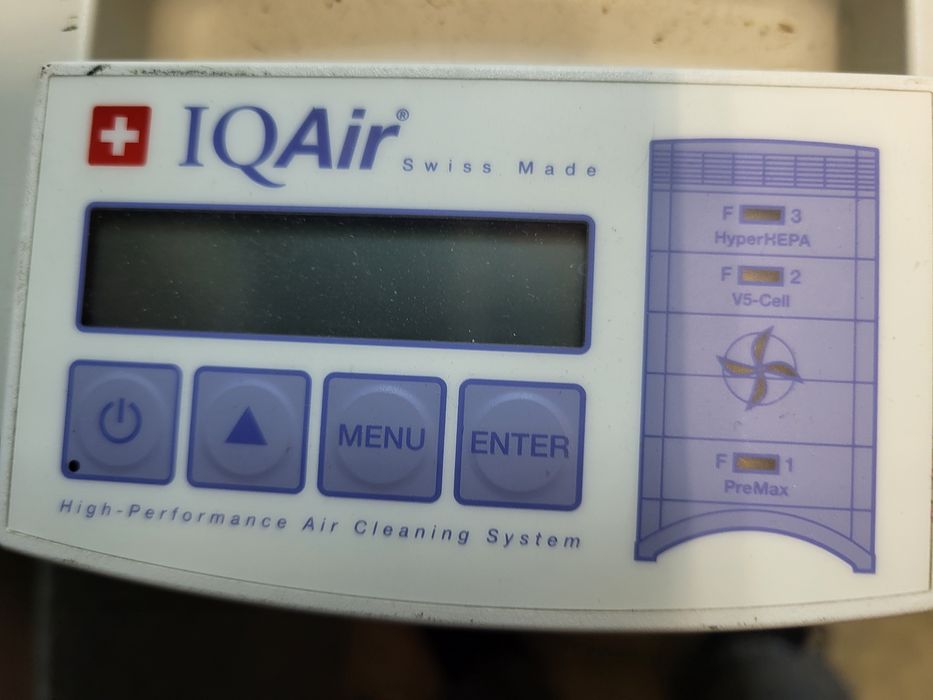 IQAir®
Swiss Made
MENU
ENTER
High-Performance Air Cleaning System
F 3
HyperHEPA
F 2
V5-Cell
F 1
PreMax